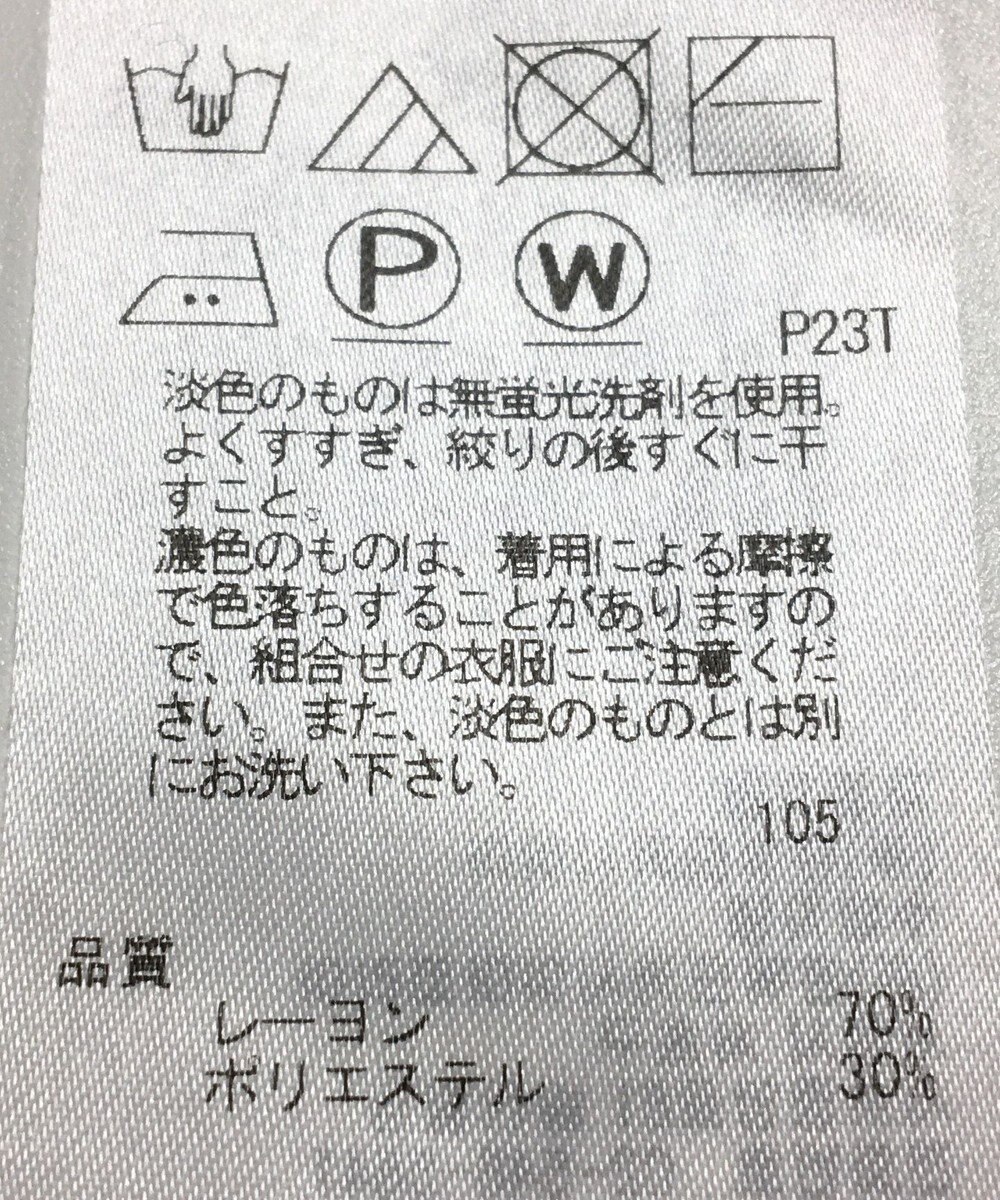 P W
P23T
淡色のものは無蛍光洗剤を使用。
よくすすぎ、絞りの後すぐに干
すこと。
濃色のものは、着用による摩擦
で色落ちすることがありますの
で、組合せの衣服にご注意くだ
さい。また、淡色のものとは別
にお洗い下さい。
105
品質
レーヨン 70%
ポリエステル 30%